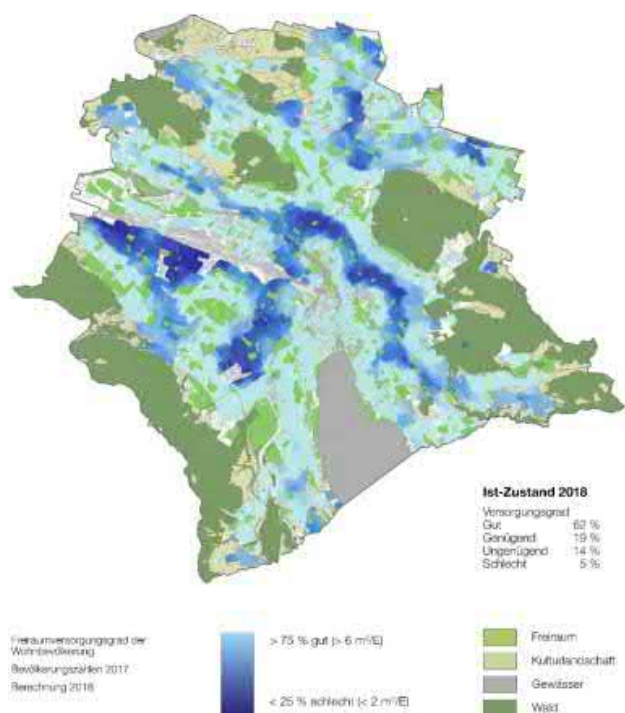 Ist-Zustand 2018
Versorgungsgrad
Gut 62 %
Genügend 19 %
Ungenügend 14 %
Schlecht 5 %
Freiraumversorgungsgrad der
Wohnbevölkerung
Bevölkerungszahlen 2017
Berechnung 2018
> 75 % gut (> 6 m²/E)
< 25 % schlecht (< 2 m²/E)
Freiraum
Kulturlandschaft
Gewässer
Wald